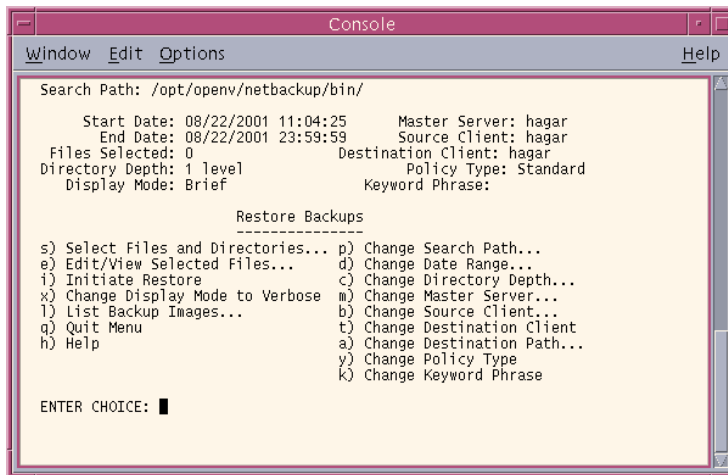 Console
Window Edit Options Help
Search Path: /opt/openv/netbackup/bin/
Start Date: 08/22/2001 11:04:25 Master Server: hagar
End Date: 08/22/2001 23:59:59 Source Client: hagar
Files Selected: 0 Destination Client: hagar
Directory Depth: 1 level Policy Type: Standard
Display Mode: Brief Keyword Phrase:
Restore Backups
---------------
s) Select Files and Directories... p) Change Search Path...
e) Edit/View Selected Files... d) Change Date Range...
i) Initiate Restore c) Change Directory Depth...
x) Change Display Mode to Verbose m) Change Master Server...
l) List Backup Images... b) Change Source Client...
q) Quit Menu t) Change Destination Client
h) Help a) Change Destination Path...
y) Change Policy Type
k) Change Keyword Phrase
ENTER CHOICE: